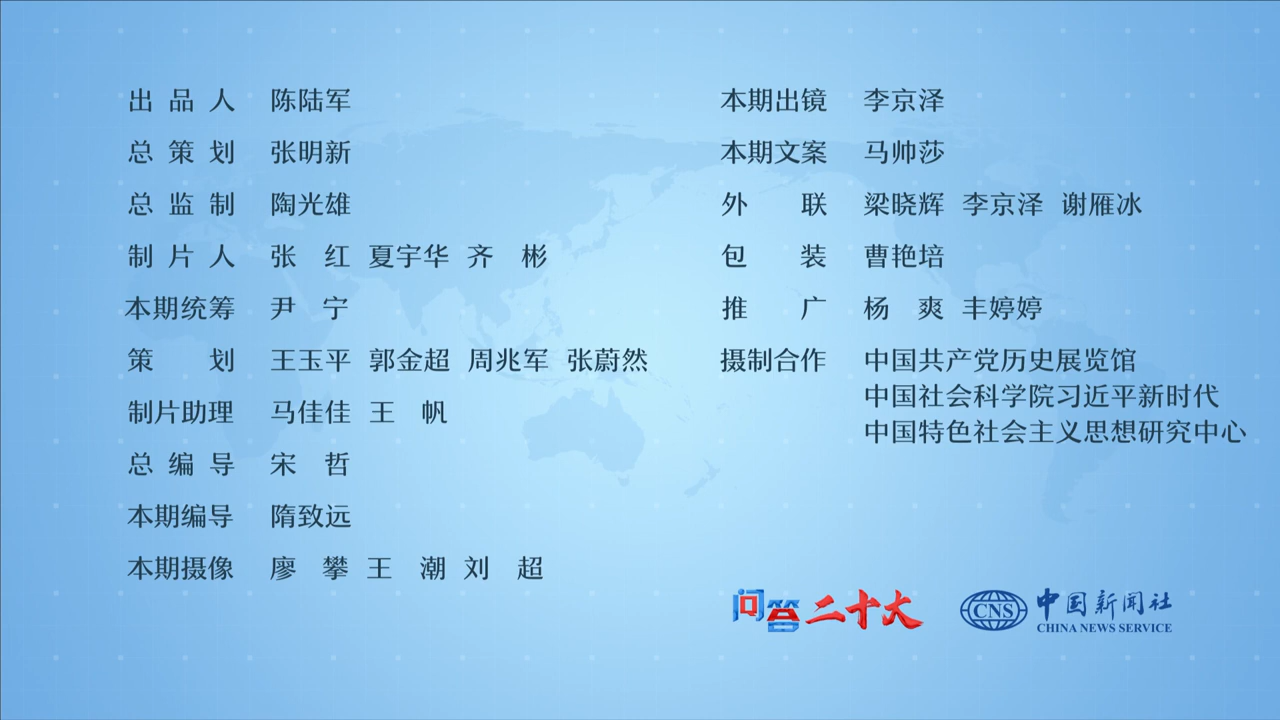 出品人 陈陆军
总策划 张明新
总监制 陶光雄
制片人 张红 夏宇华 齐彬
本期统筹 尹宁
策划 王玉平 郭金超 周兆军 张蔚然
制片助理 马佳佳 王帆
总编导 宋哲
本期编导 隋致远
本期摄像 廖攀 王潮 刘超
本期出镜 李京泽
本期文案 马帅莎
外联 梁晓辉 李京泽 谢雁冰
包装 曹艳培
推广 杨爽 丰婷婷
摄制合作 中国共产党历史展览馆
中国社会科学院习近平新时代
中国特色社会主义思想研究中心
问答二十大
CNS 中国新闻社
CHINA NEWS SERVICE